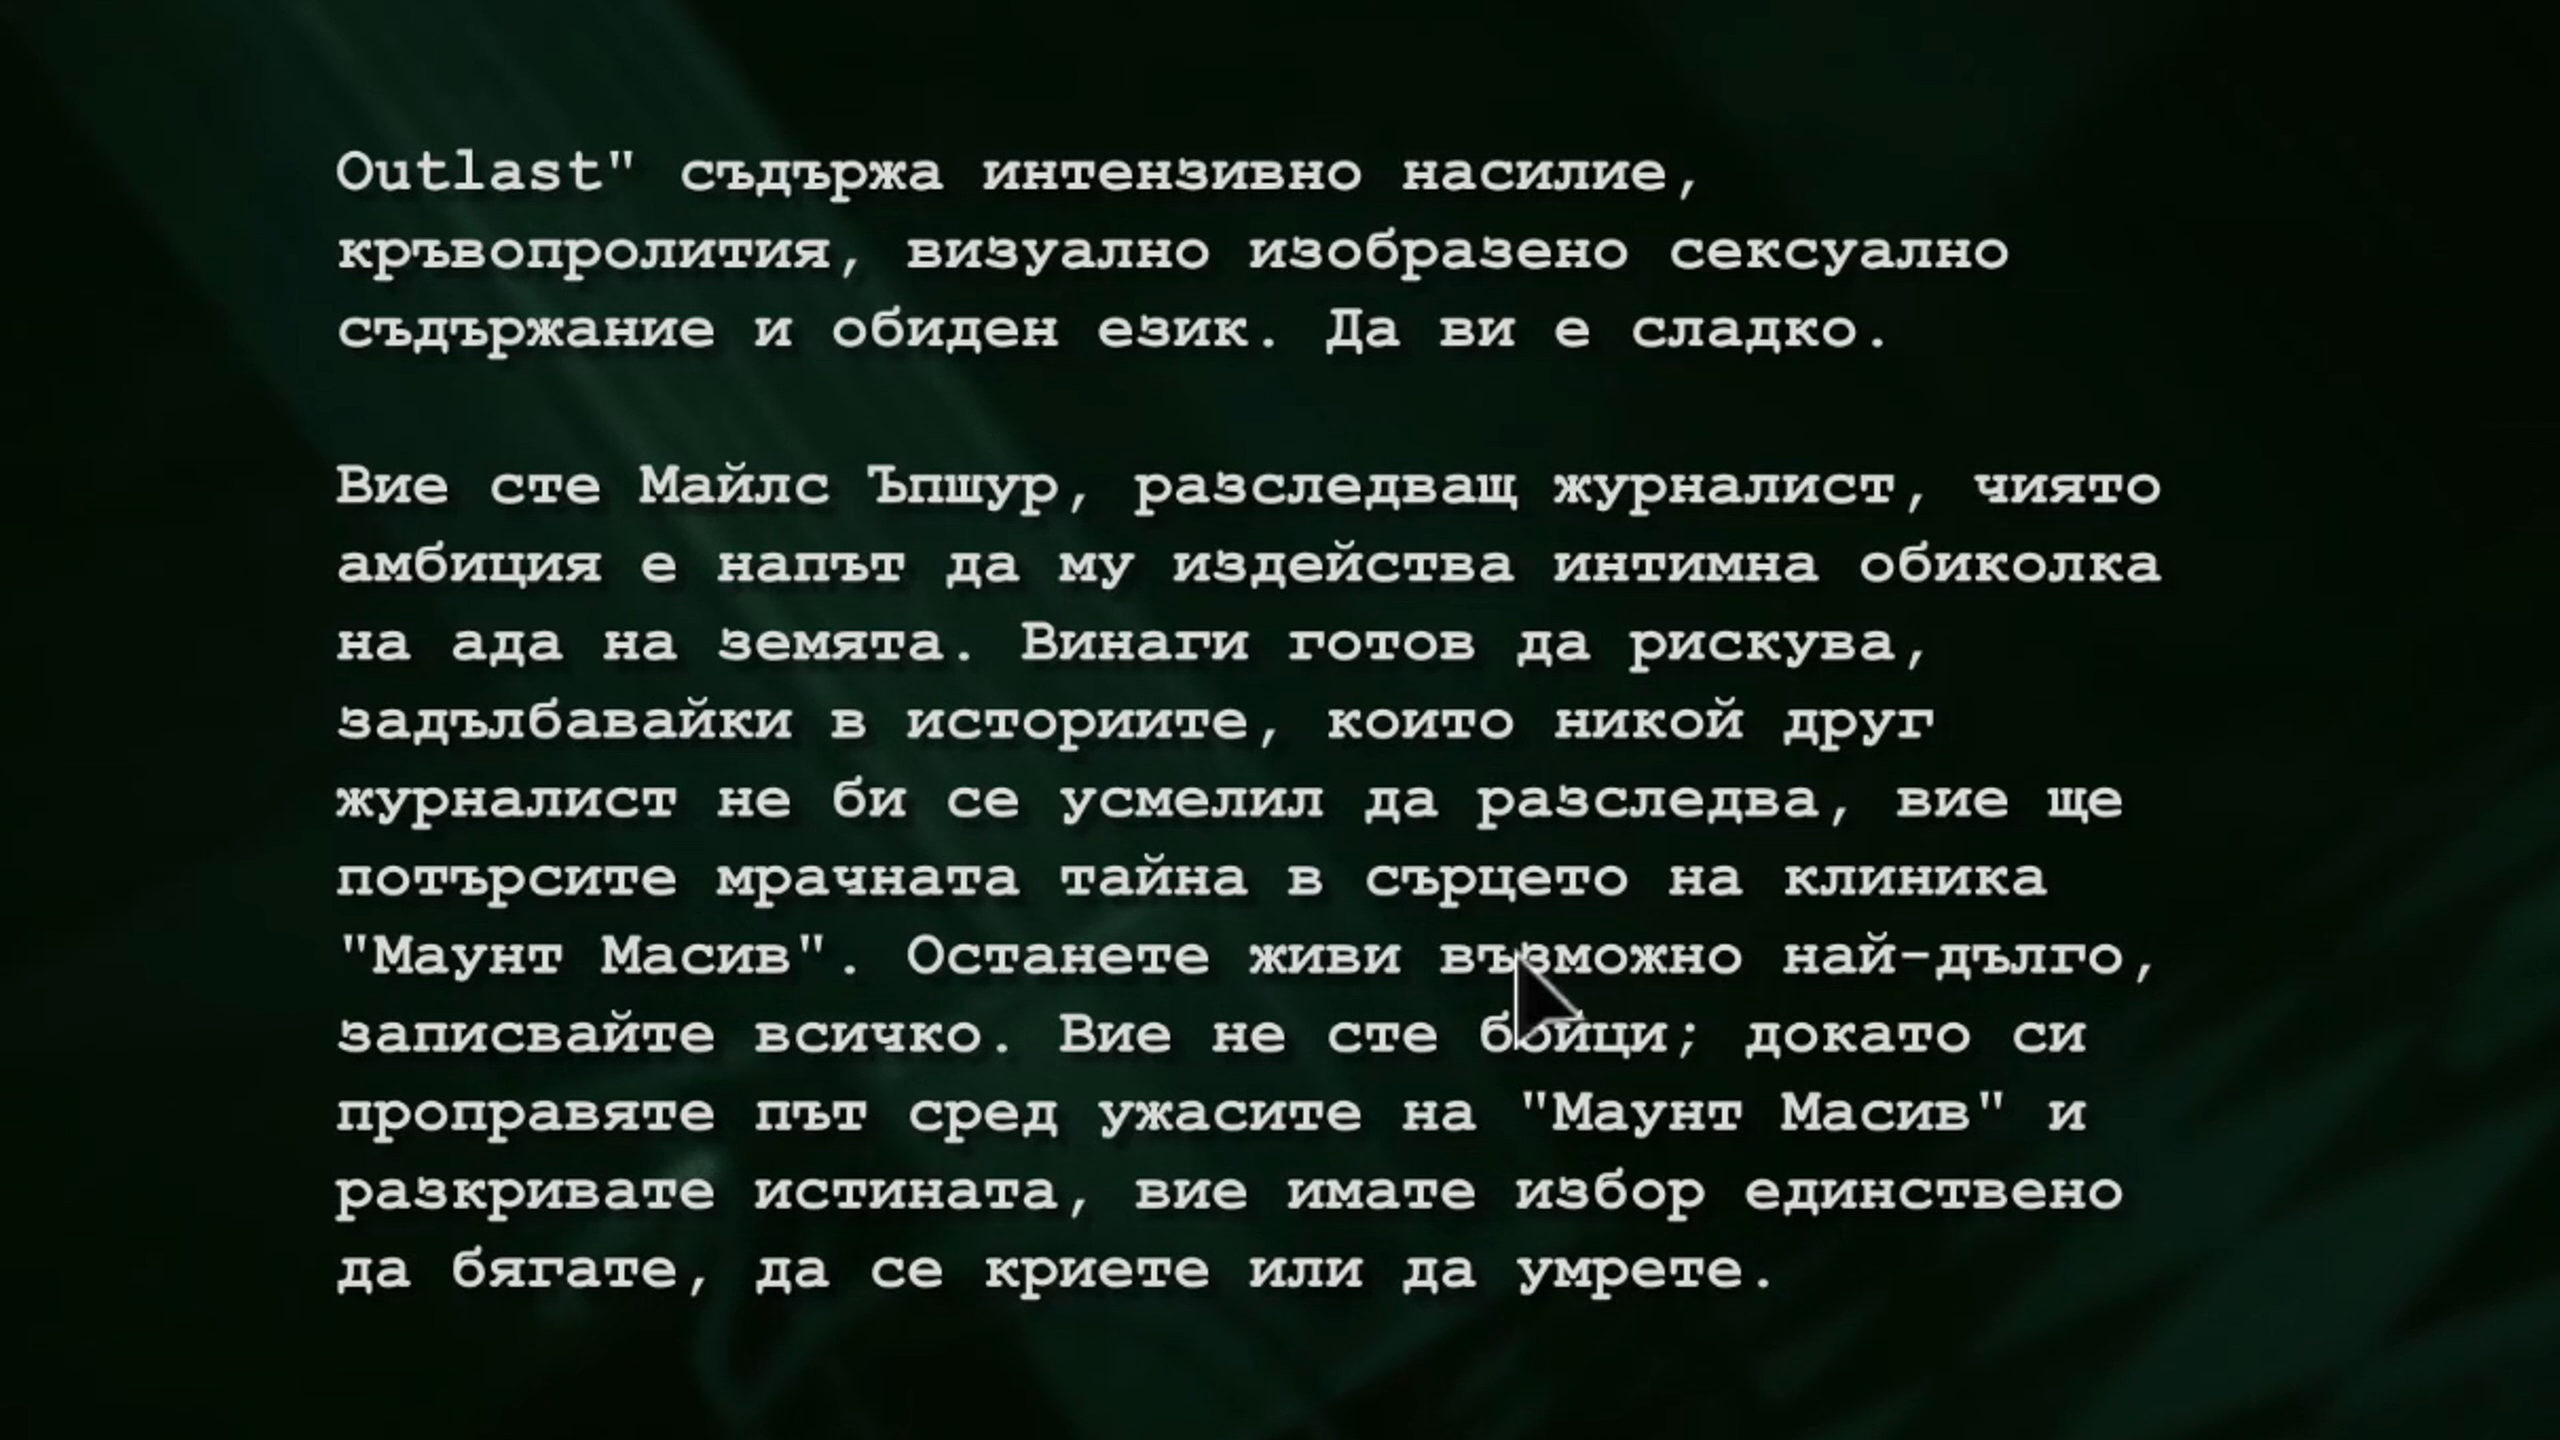 Outlast" съдържа интензивно насилие,
кръвопролития, визуално изобразено сексуално
съдържание и обиден език. Да ви е сладко.
Вие сте Майлс Ъпшур, разследващ журналист, чиято
амбиция е напът да му издейства интимна обиколка
на ада на земята. Винаги готов да рискува,
задълбавайки в историите, които никой друг
журналист не би се усмелил да разследва, вие ще
потърсите мрачната тайна в сърцето на клиника
"Маунт Масив". Останете живи възможно най-дълго,
записвайте всичко. Вие не сте бойци; докато си
проправяте път сред ужасите на "Маунт Масив" и
разкривате истината, вие имате избор единствено
да бягате, да се криете или да умрете.